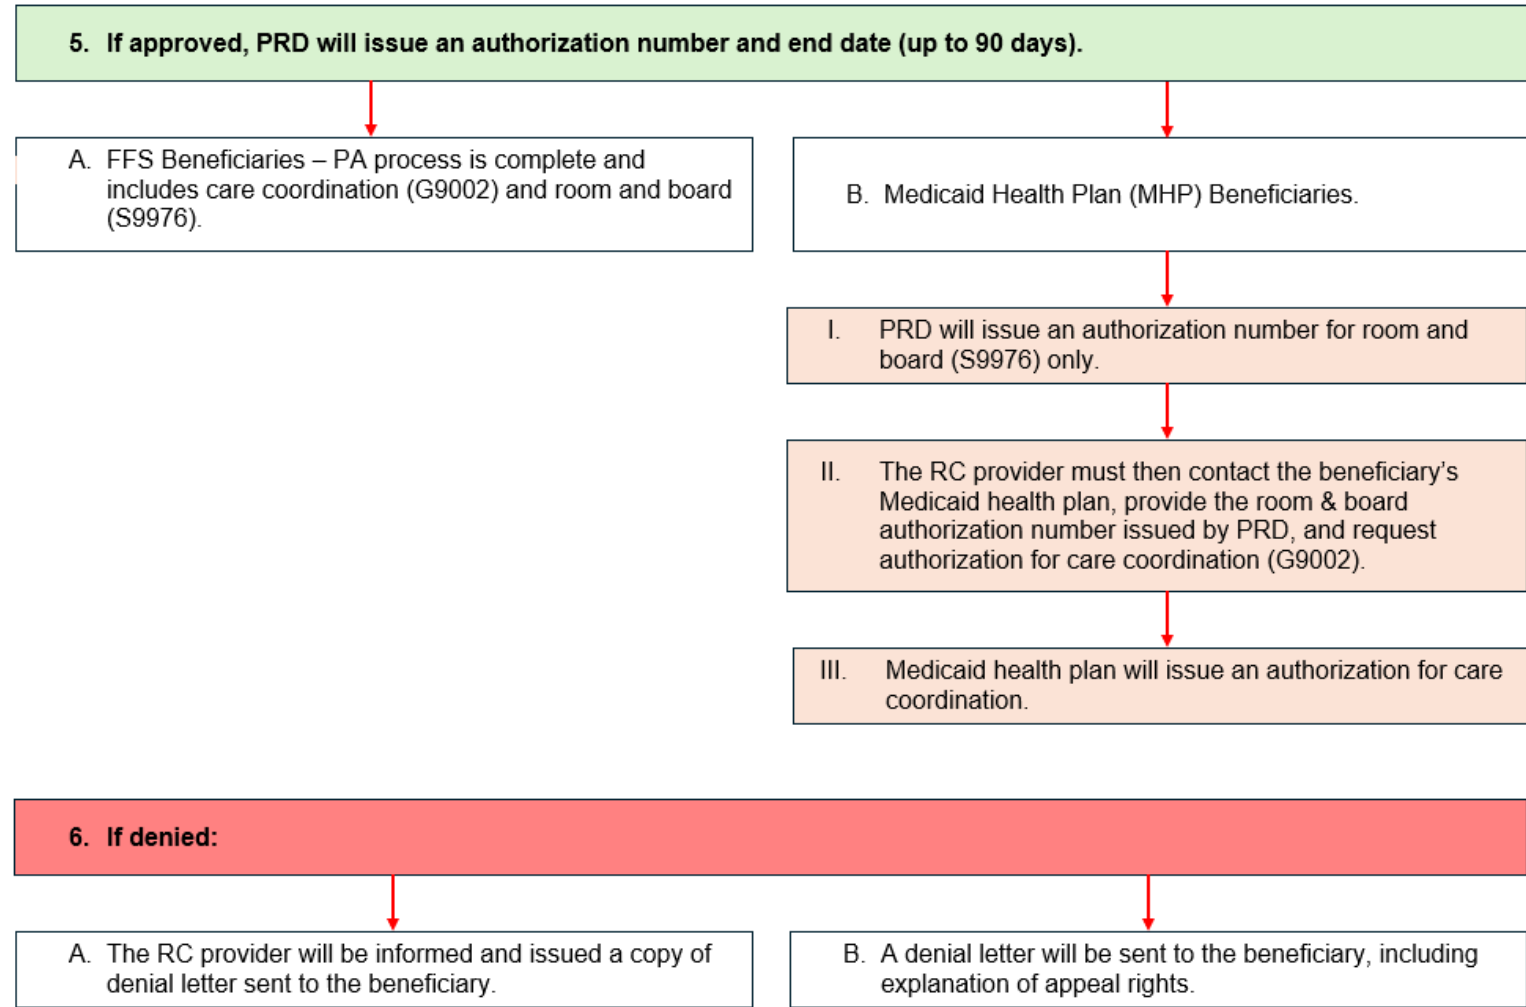 5. If approved, PRD will issue an authorization number and end date (up to 90 days).
A. FFS Beneficiaries – PA process is complete and
includes care coordination (G9002) and room and board
(S9976).
B. Medicaid Health Plan (MHP) Beneficiaries.
I. PRD will issue an authorization number for room and
board (S9976) only.
II. The RC provider must then contact the beneficiary’s
Medicaid health plan, provide the room & board
authorization number issued by PRD, and request
authorization for care coordination (G9002).
III. Medicaid health plan will issue an authorization for care
coordination.
6. If denied:
A. The RC provider will be informed and issued a copy of
denial letter sent to the beneficiary.
B. A denial letter will be sent to the beneficiary, including
explanation of appeal rights.